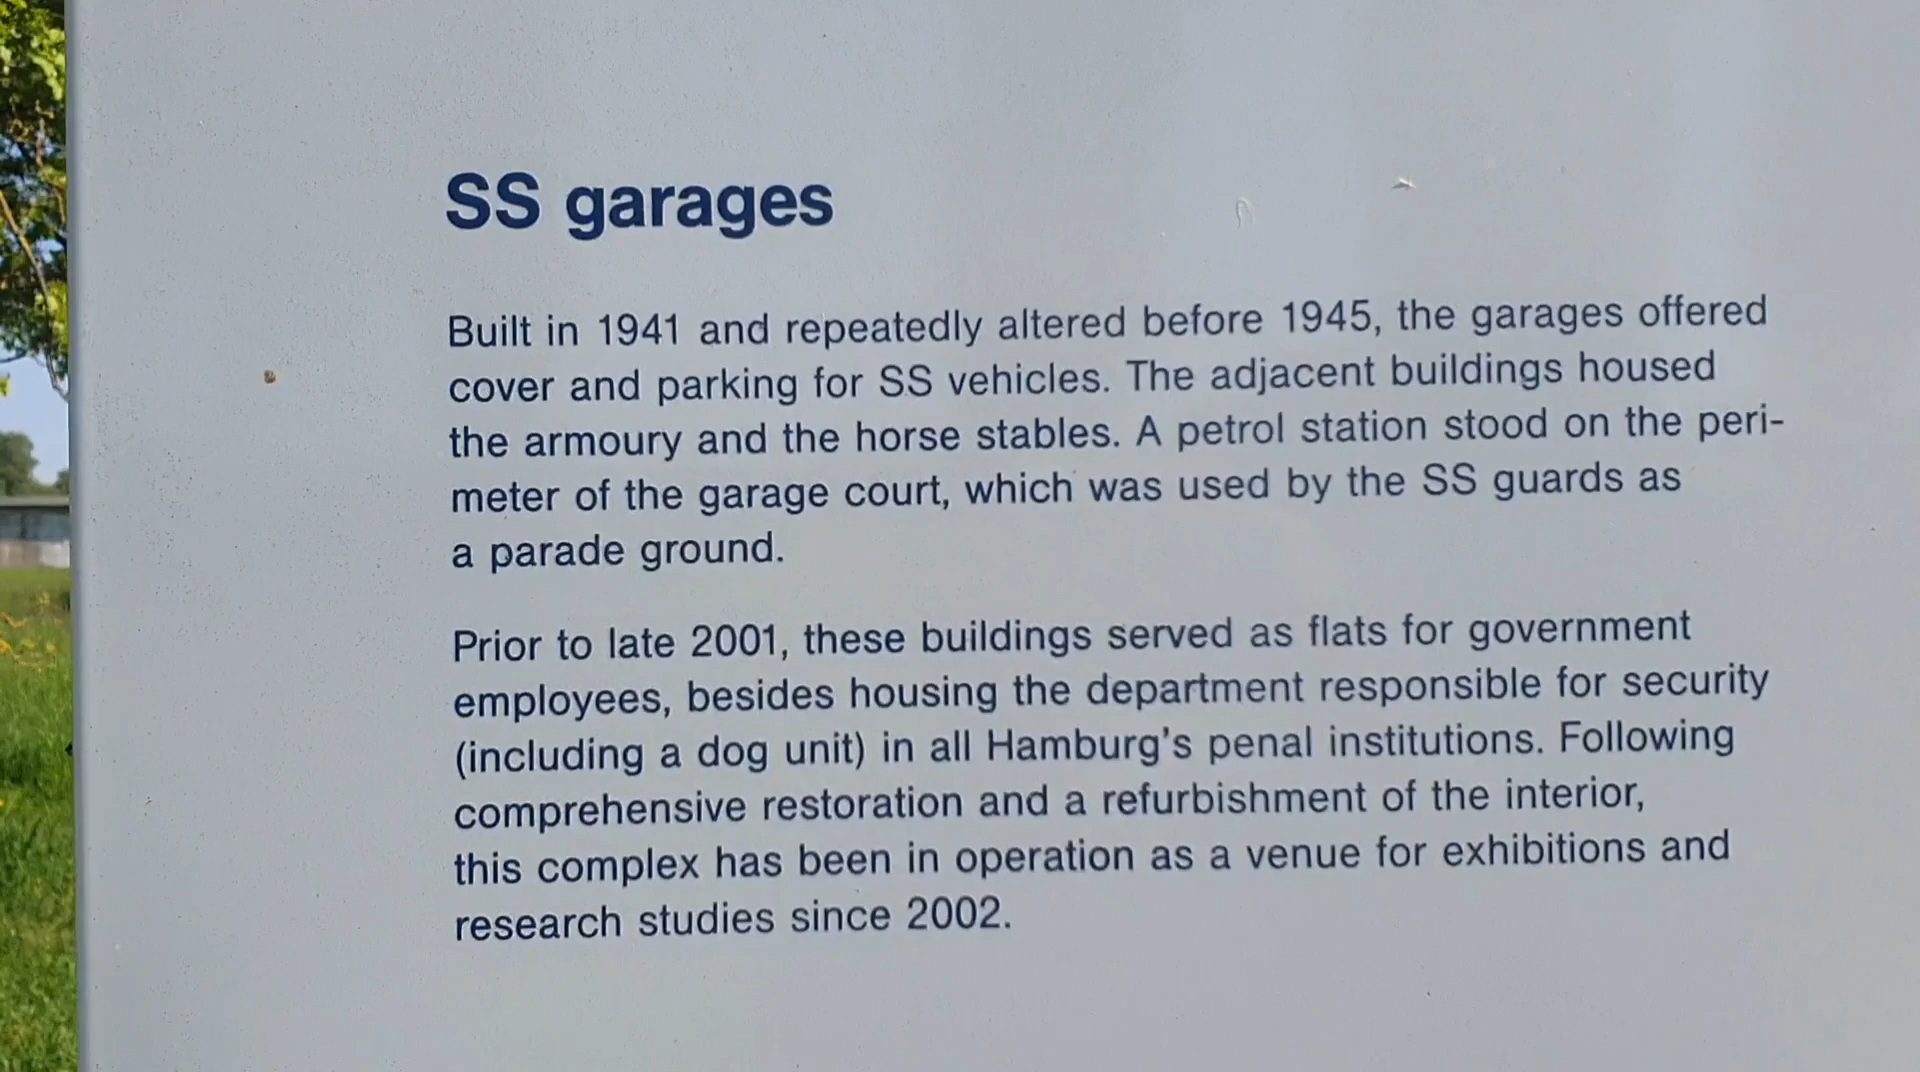 SS garages
Built in 1941 and repeatedly altered before 1945, the garages offered
cover and parking for SS vehicles. The adjacent buildings housed
the armoury and the horse stables. A petrol station stood on the peri-
meter of the garage court, which was used by the SS guards as
a parade ground.
Prior to late 2001, these buildings served as flats for government
employees, besides housing the department responsible for security
(including a dog unit) in all Hamburg's penal institutions. Following
comprehensive restoration and a refurbishment of the interior,
this complex has been in operation as a venue for exhibitions and
research studies since 2002.